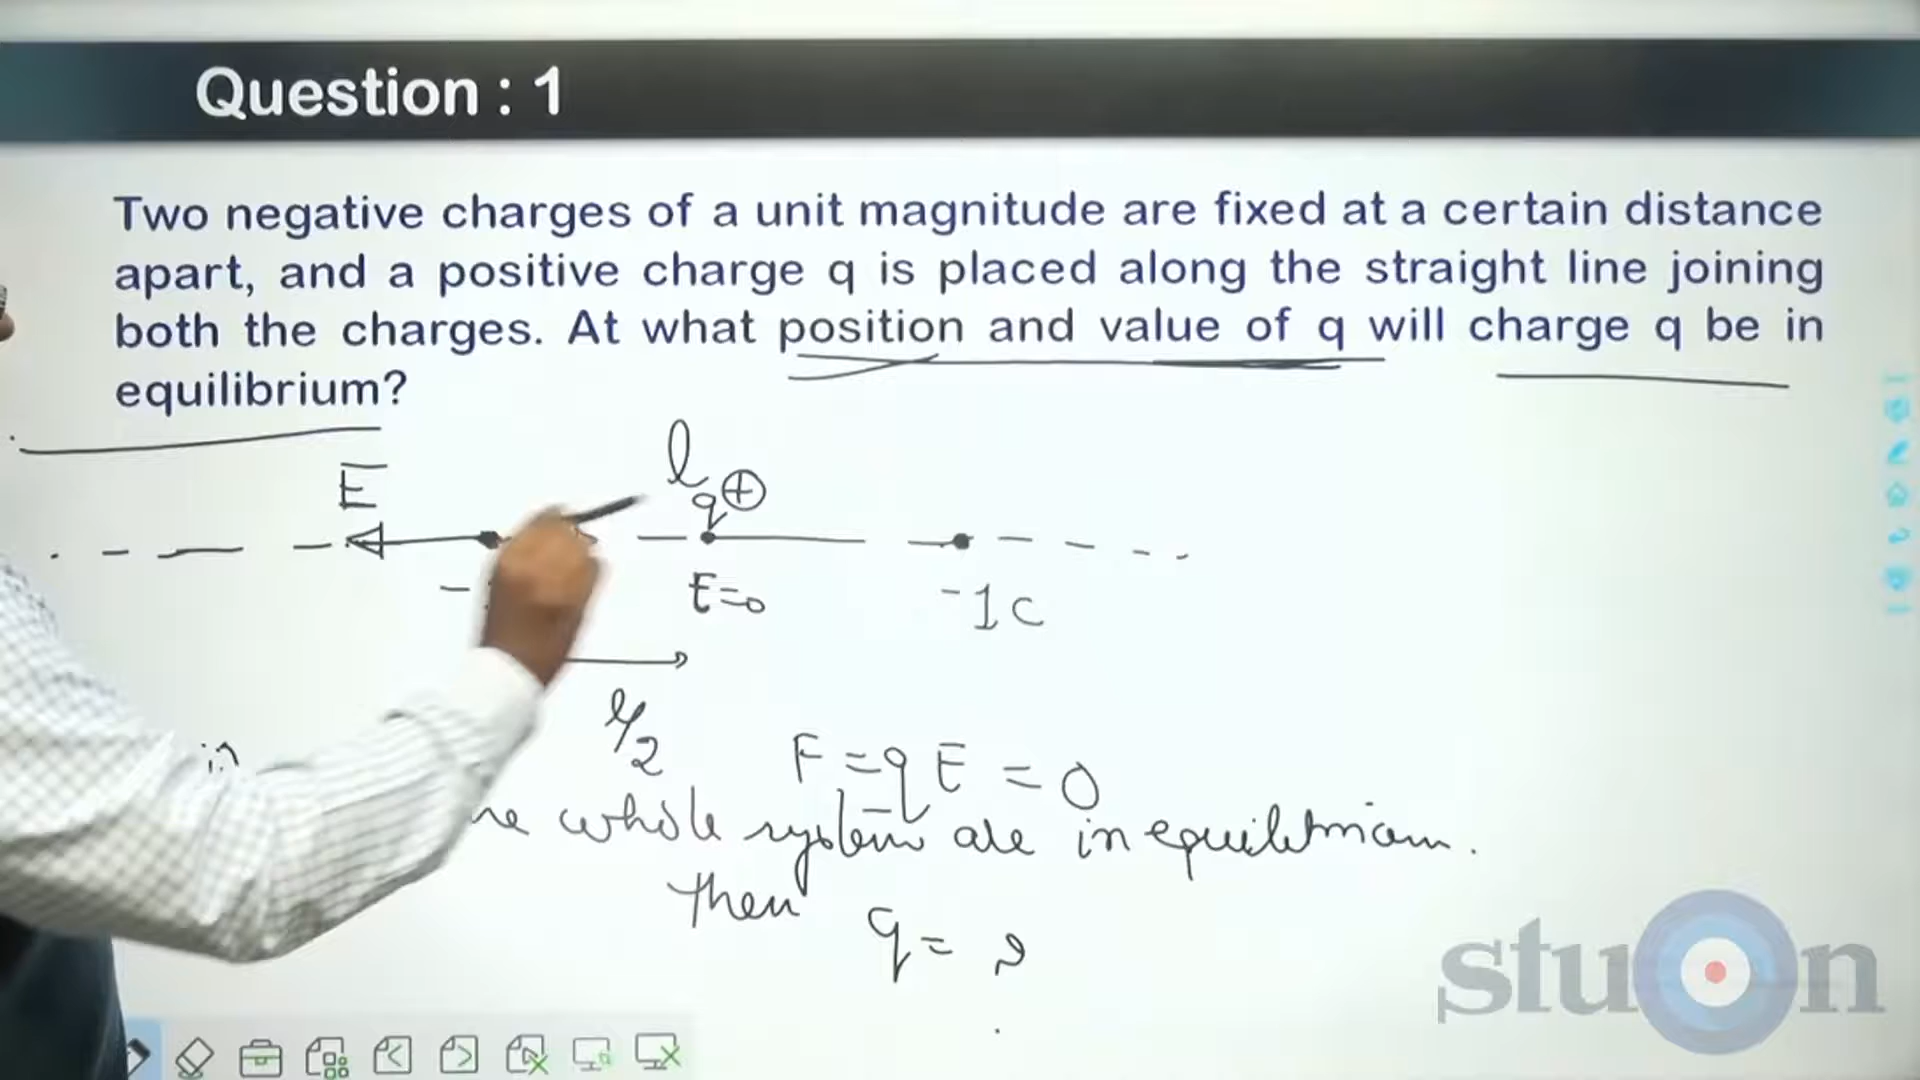 Question : 1
Two negative charges of a unit magnitude are fixed at a certain distance
apart, and a positive charge q is placed along the straight line joining
both the charges. At what position and value of q will charge q be in
equilibrium?
l
E
q +
E=0
-1C
l/2
F = qE = 0
whole system are in equilibrium.
then
q = ?
stuon